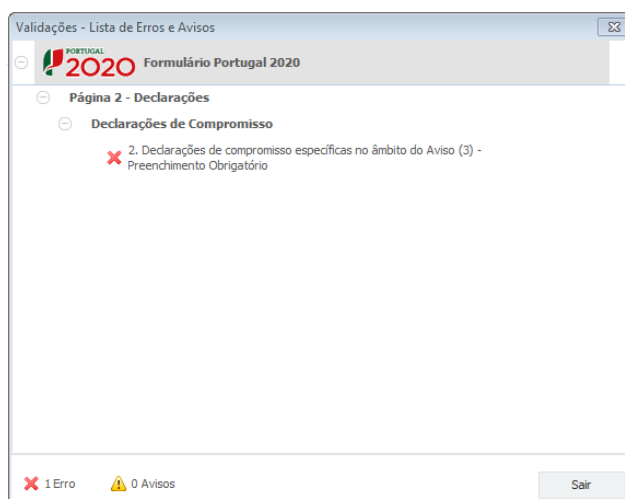 Validações - Lista de Erros e Avisos
PORTUGAL
2020
Formulário Portugal 2020
Página 2 - Declarações
Declarações de Compromisso
2. Declarações de compromisso específicas no âmbito do Aviso (3) -
Preenchimento Obrigatório
1 Erro
0 Avisos
Sair